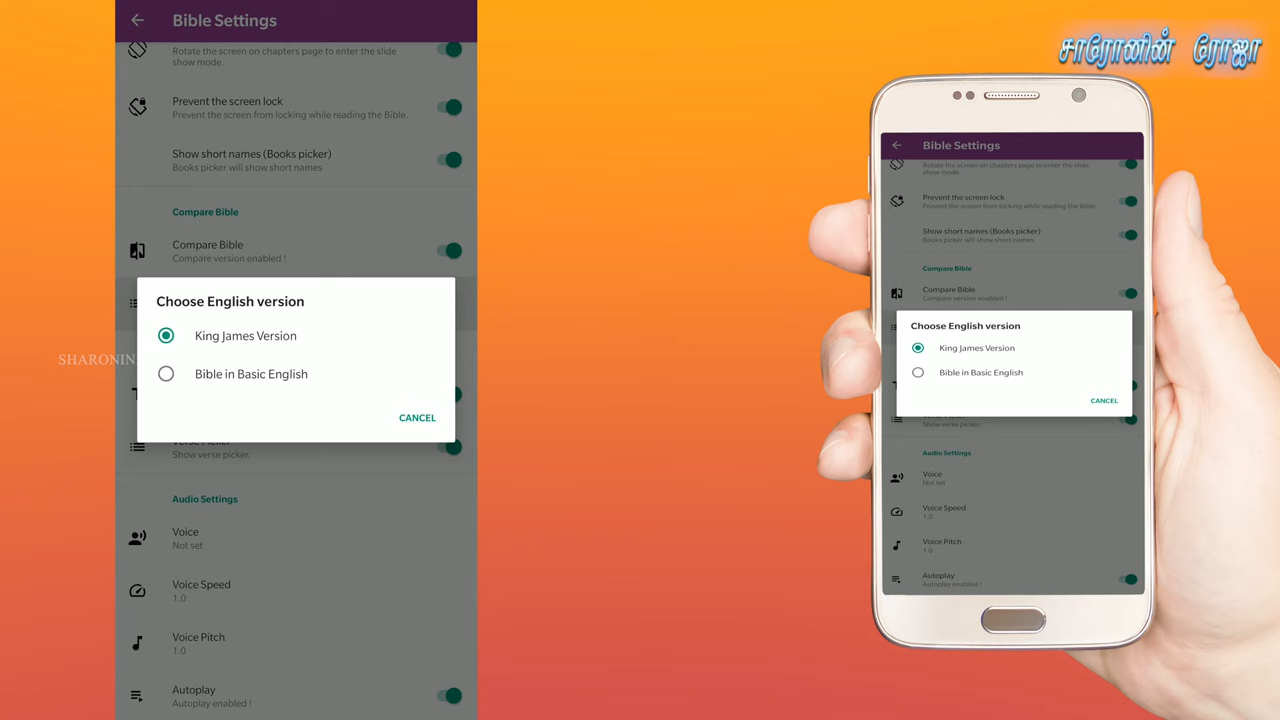 Bible Settings
Rotate the screen on chapters page to enter the slide
show mode.
Prevent the screen lock
Prevent the screen from locking while reading the Bible.
Show short names (Books picker)
Books picker will show short names
Compare Bible
Compare Bible
Compare version enabled !
Choose English version
King James Version
Bible in Basic English
CANCEL
SHARONIN
Show verse picker.
Audio Settings
Voice
Not set
Voice Speed
1.0
Voice Pitch
1.0
Autoplay
Autoplay enabled !
சாரோனின் ரோஜா
Bible Settings
Rotate the screen on chapters page to enter the slide
show mode
Prevent the screen lock
Prevent the screen from locking while reading the Bible.
Show short names (Books picker)
Books picker will show short names
Compare Bible
Compare Bible
Compare version enabled !
Choose English version
King James Version
Bible in Basic English
CANCEL
Show verse picker.
Audio Settings
Voice
Not set
Voice Speed
1.0
Voice Pitch
1.0
Autoplay
Autoplay enabled !